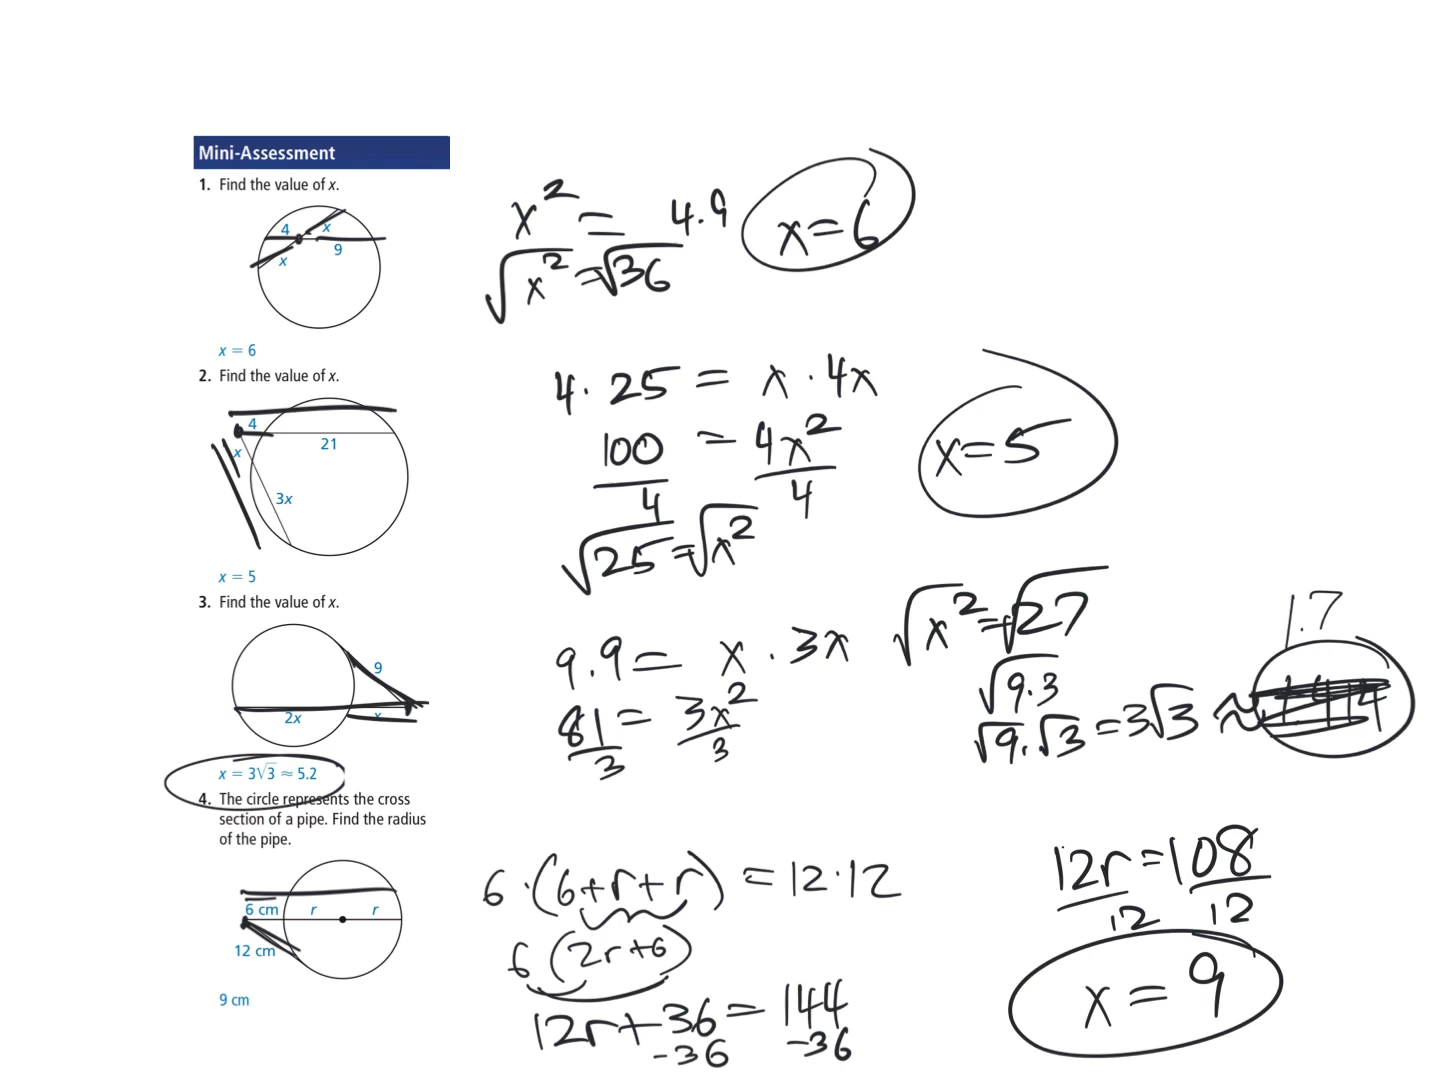 Mini-Assessment
1. Find the value of x.
4
x
9
x
x² = 4.9
√x² = √36
x=6
x = 6
2. Find the value of x.
4
21
x
3x
4. 25 = x · 4x
100 = 4x²
4 4
√25 = √x²
x=5
x = 5
3. Find the value of x.
9
2x
x
9.9 = x . 3x
81 = 3x²
3 3
√x² = √27
√9.3
√9.√3 = 3√3 ≈
1.7
x = 3√3 ≈ 5.2
4. The circle represents the cross
section of a pipe. Find the radius
of the pipe.
6 cm
r
r
12 cm
6·(6+r+r) = 12·12
6(2r+6)
12r+36 = 144
-36 -36
12r=108
12 12
x = 9
9 cm